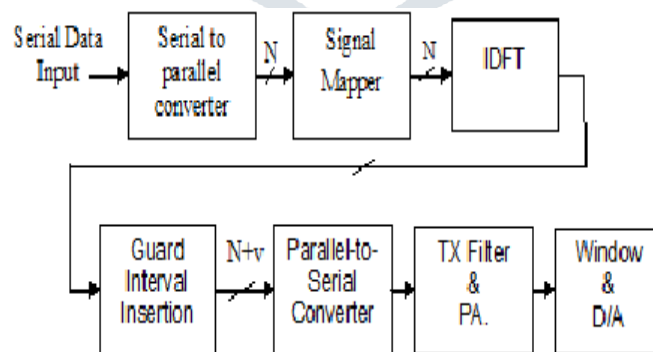 Serial Data
Input
Serial to
parallel
converter
N
Signal
Mapper
N
IDFT
Guard
Interval
Insertion
N+v
Parallel-to-
Serial
Converter
TX Filter
&
PA.
Window
&
D/A